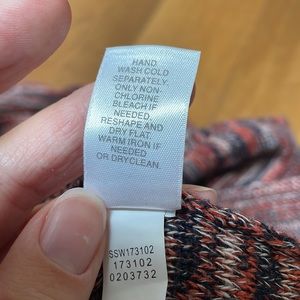 HAND
WASH COLD
SEPARATELY.
ONLY NON-
CHLORINE
BLEACH IF
NEEDED.
RESHAPE AND
DRY FLAT.
WARM IRON IF
NEEDED
OR DRYCLEAN.
SSW173102
173102
0203732